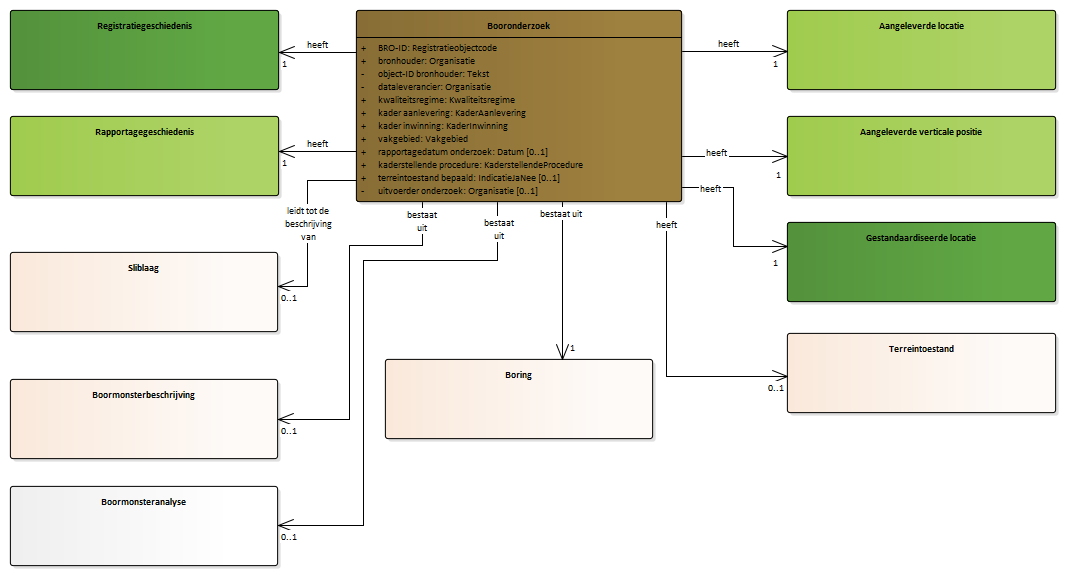 Booronderzoek
+ BRO-ID: Registratieobjectcode
+ bronhouder: Organisatie
- object-ID bronhouder: Tekst
- dataleverancier: Organisatie
+ kwaliteitsregime: Kwaliteitsregime
+ kader aanlevering: KaderAanlevering
+ kader inwinning: KaderInwinning
+ vakgebied: Vakgebied
+ rapportagedatum onderzoek: Datum [0..1]
+ kaderstellende procedure: KaderstellendeProcedure
+ terreintoestand bepaald: IndicatieJaNee [0..1]
- uitvoerder onderzoek: Organisatie [0..1]
Registratiegeschiedenis
heeft
1
Rapportagegeschiedenis
heeft
1
leidt tot de
beschrijving
van
Sliblaag
0..1
bestaat
uit
Boormonsterbeschrijving
0..1
bestaat
uit
Boormonsteranalyse
0..1
bestaat uit
1
Boring
heeft
Aangeleverde locatie
1
heeft
Aangeleverde verticale positie
1
heeft
Gestandaardiseerde locatie
1
heeft
Terreintoestand
0..1